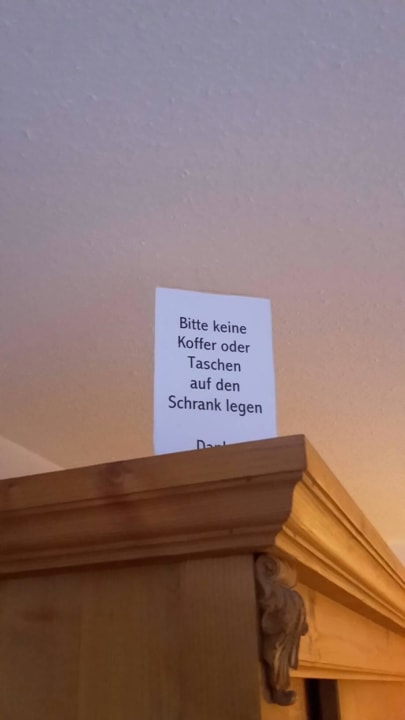 Bitte keine
Koffer oder
Taschen
auf den
Schrank legen